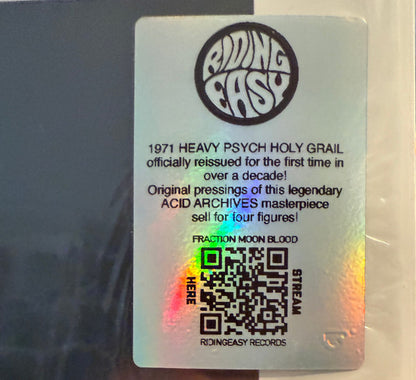 RIDING
EASY
1971 HEAVY PSYCH HOLY GRAIL
officially reissued for the first time in
over a decade!
Original pressings of this legendary
ACID ARCHIVES masterpiece
sell for four figures!
FRACTION MOON BLOOD
HERE
STREAM
RIDINGEASY RECORDS